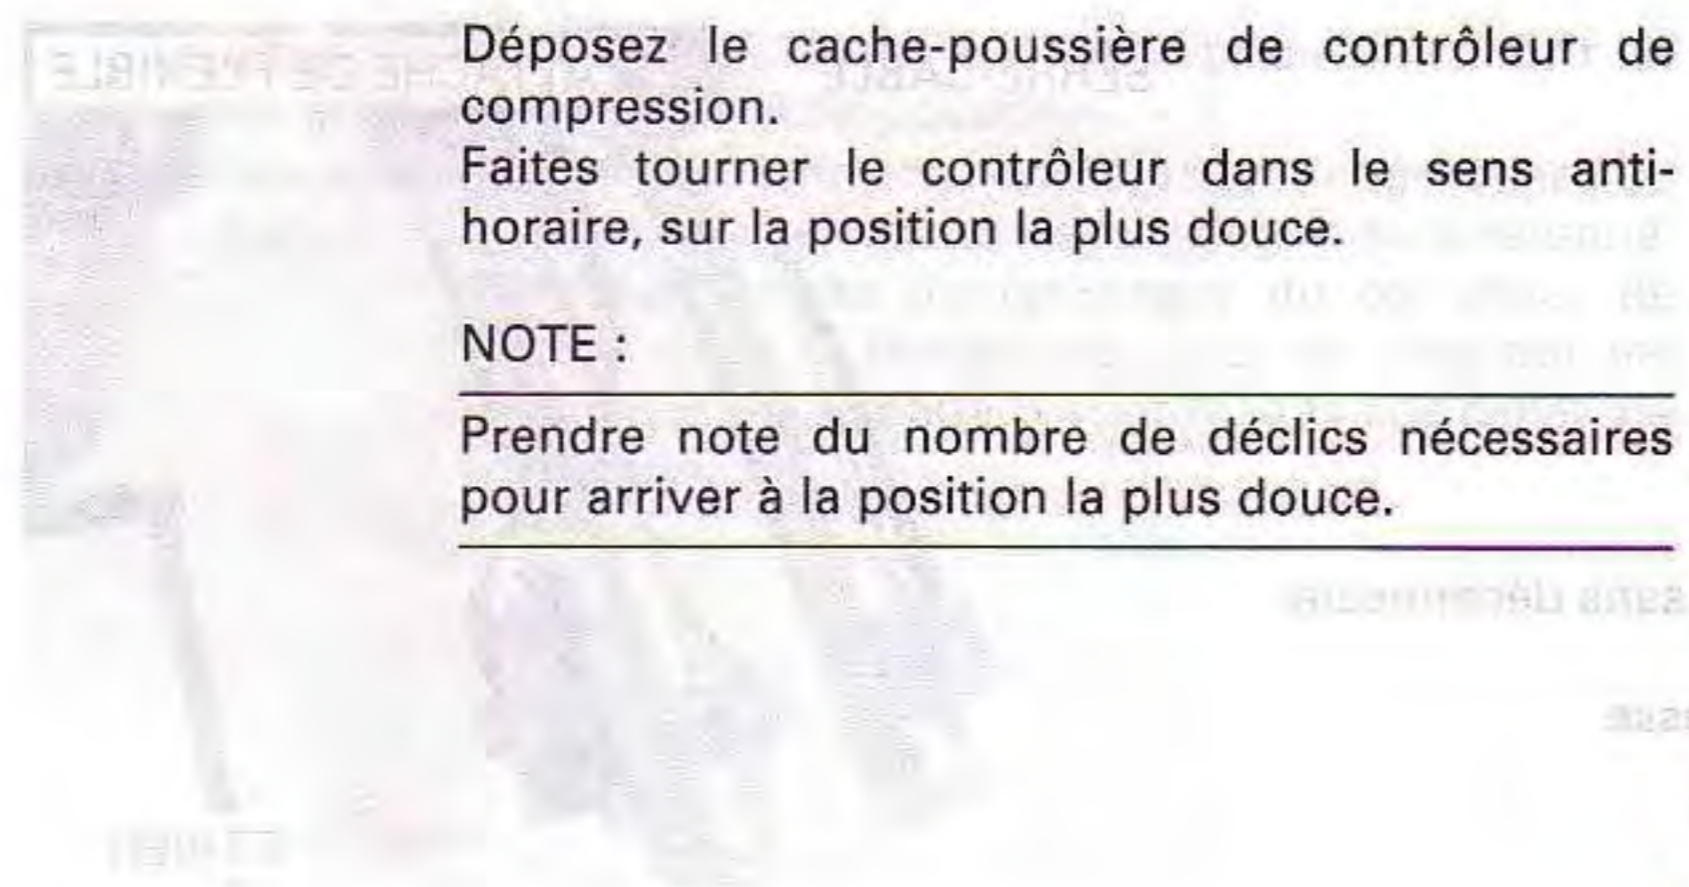 Déposez le cache-poussière de contrôleur de
compression.
Faites tourner le contrôleur dans le sens anti-
horaire, sur la position la plus douce.
NOTE :
Prendre note du nombre de déclics nécessaires
pour arriver à la position la plus douce.